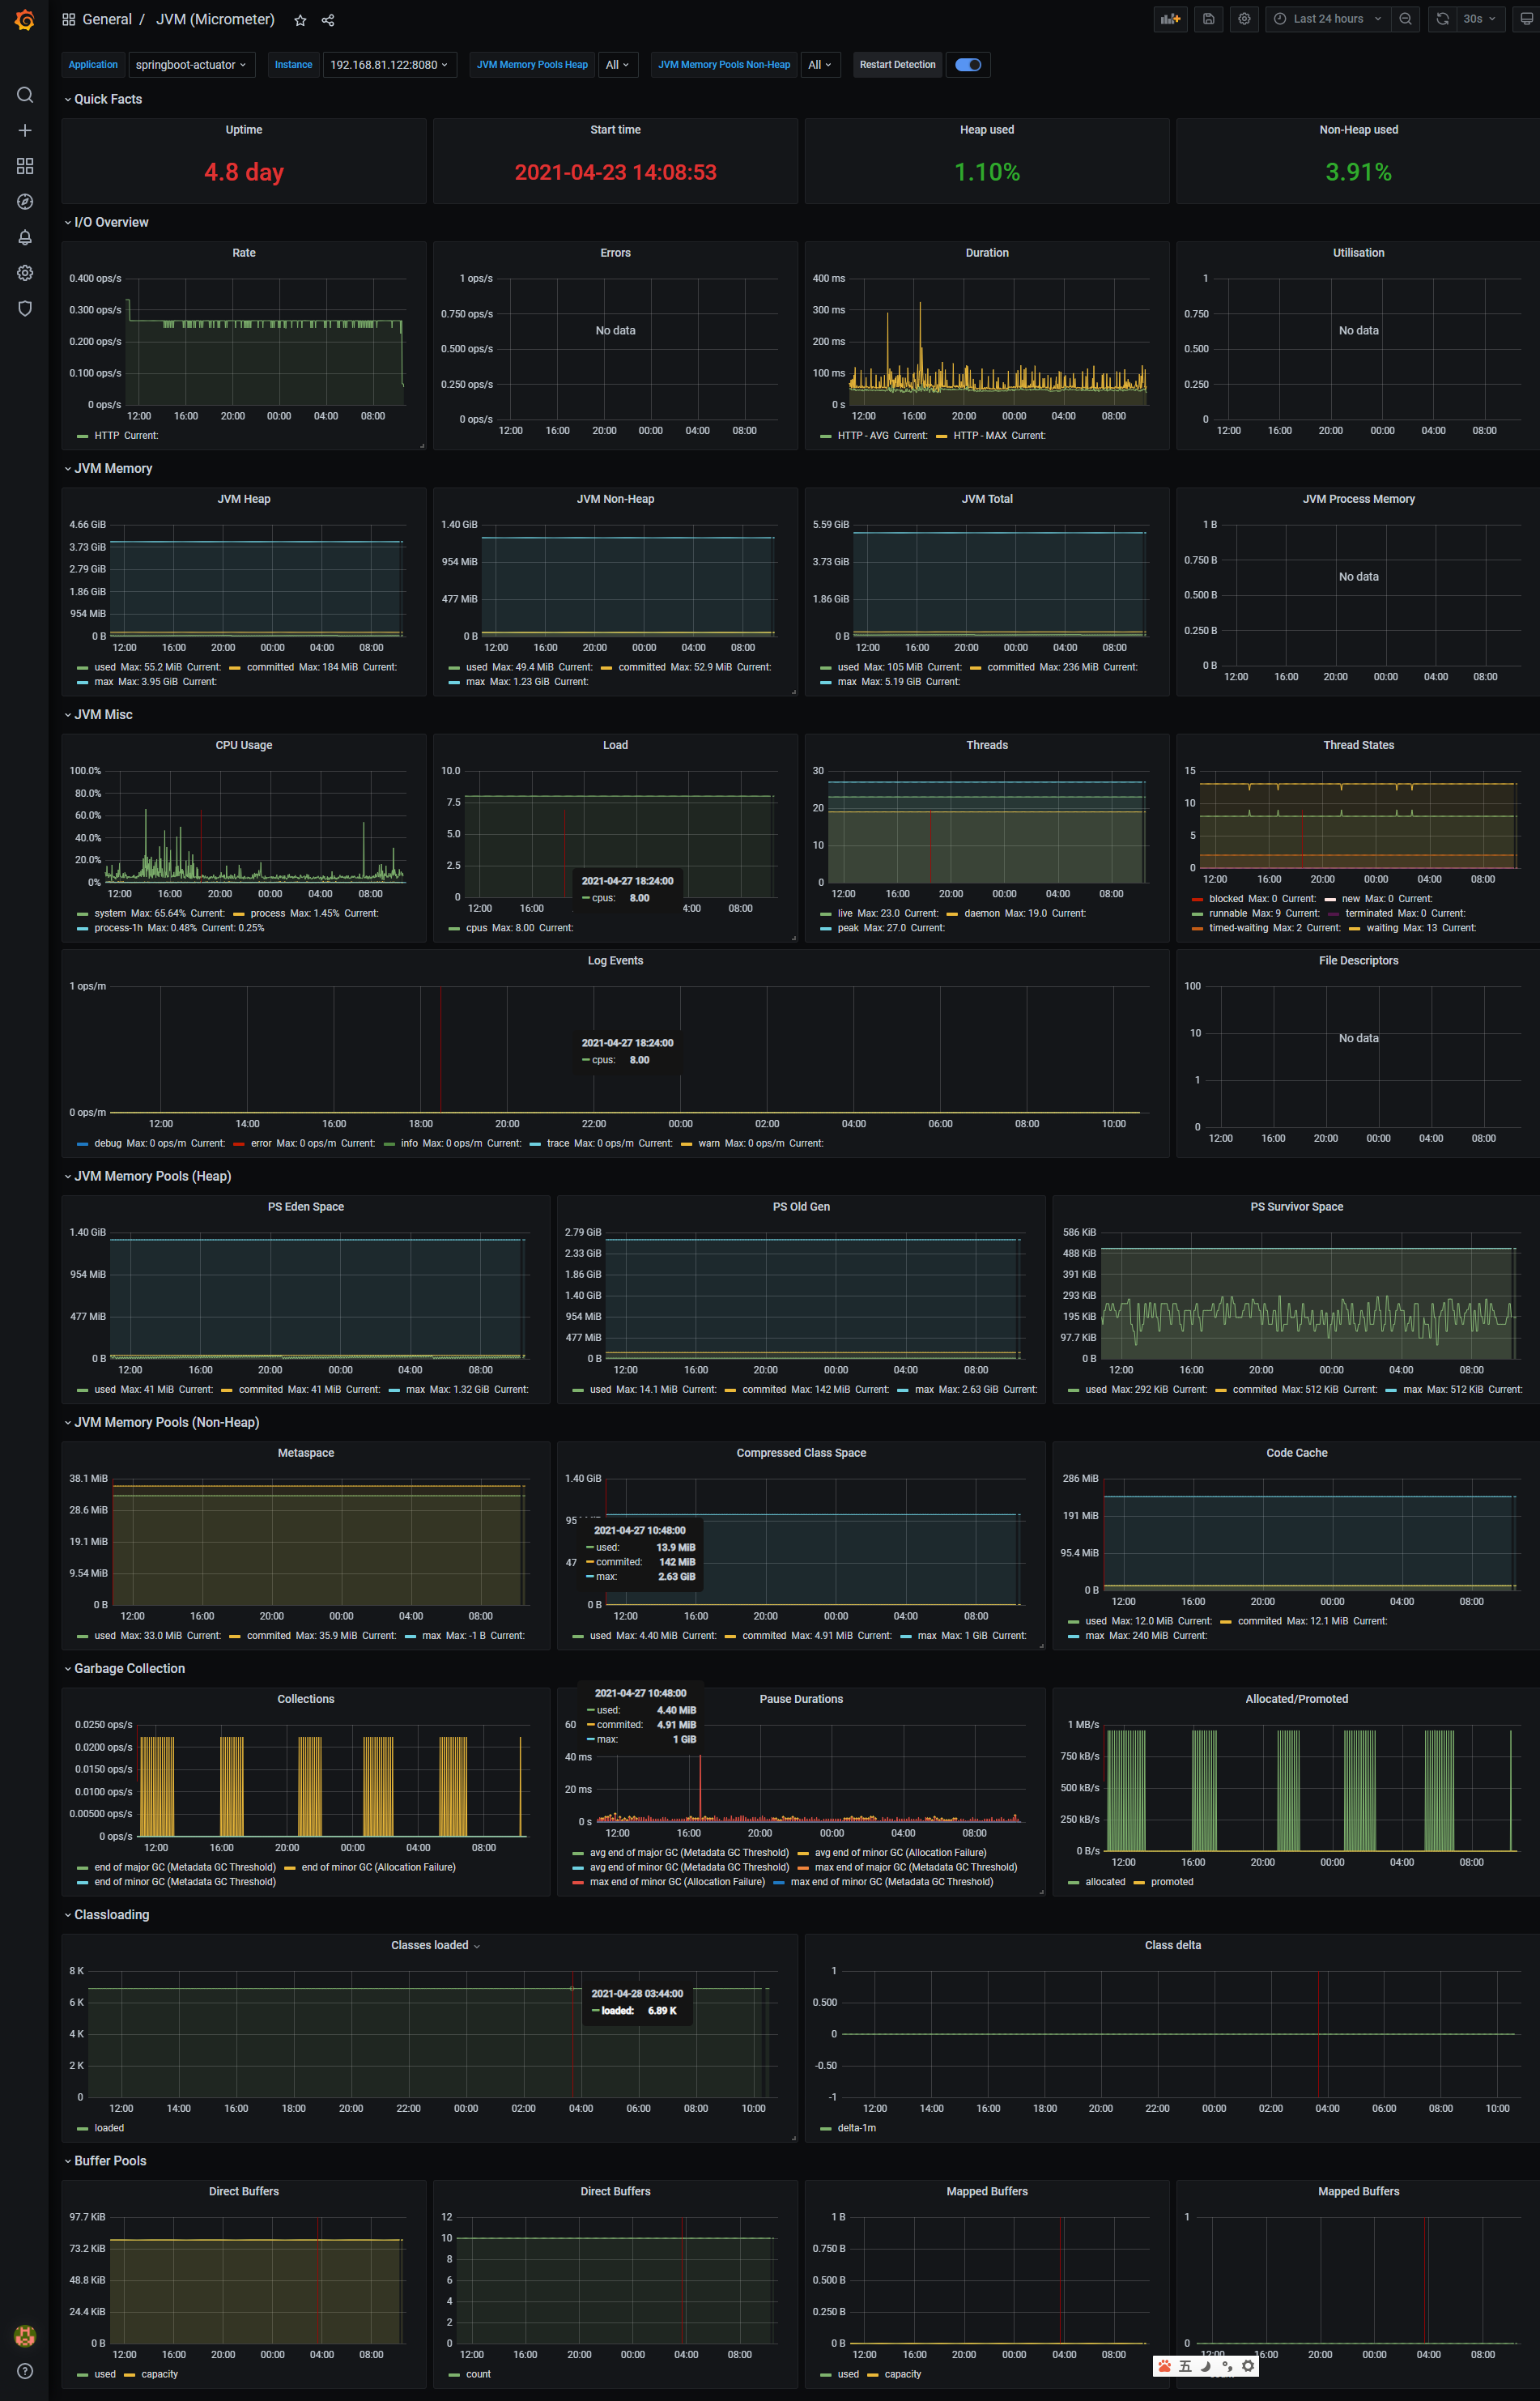 General / JVM (Micrometer)
Last 24 hours 30s
Application springboot-actuator Instance 192.168.81.122:8080 JVM Memory Pools Heap All JVM Memory Pools Non-Heap All Restart Detection
Quick Facts
Uptime
4.8 day
Start time
2021-04-23 14:08:53
Heap used
1.10%
Non-Heap used
3.91%
I/O Overview
Rate
0.400 ops/s
0.300 ops/s
0.200 ops/s
0.100 ops/s
0 ops/s
12:00 16:00 20:00 00:00 04:00 08:00
HTTP Current:
Errors
1 ops/s
0.750 ops/s
0.500 ops/s
0.250 ops/s
0 ops/s
No data
12:00 16:00 20:00 00:00 04:00 08:00
Duration
400 ms
300 ms
200 ms
100 ms
0 s
12:00 16:00 20:00 00:00 04:00 08:00
HTTP - AVG Current: HTTP - MAX Current:
Utilisation
1
0.750
0.500
0.250
0
No data
12:00 16:00 20:00 00:00 04:00 08:00
JVM Memory
JVM Heap
4.66 GiB
3.73 GiB
2.79 GiB
1.86 GiB
954 MiB
0 B
12:00 16:00 20:00 00:00 04:00 08:00
used Max: 55.2 MiB Current: committed Max: 184 MiB Current:
max Max: 3.95 GiB Current:
JVM Non-Heap
1.40 GiB
954 MiB
477 MiB
0 B
12:00 16:00 20:00 00:00 04:00 08:00
used Max: 49.4 MiB Current: committed Max: 52.9 MiB Current:
max Max: 1.23 GiB Current:
JVM Total
5.59 GiB
3.73 GiB
1.86 GiB
0 B
12:00 16:00 20:00 00:00 04:00 08:00
used Max: 105 MiB Current: committed Max: 236 MiB Current:
max Max: 5.19 GiB Current:
JVM Process Memory
1 B
0.750 B
0.500 B
0.250 B
0 B
No data
12:00 16:00 20:00 00:00 04:00 08:00
JVM Misc
CPU Usage
100.0%
80.0%
60.0%
40.0%
20.0%
0%
12:00 16:00 20:00 00:00 04:00 08:00
system Max: 65.64% Current: process Max: 1.45% Current:
process-1h Max: 0.48% Current: 0.25%
Load
10.0
7.5
5.0
2.5
0
2021-04-27 18:24:00
cpus: 8.00
12:00 16:00 4:00 08:00
cpus Max: 8.00 Current:
Threads
30
20
10
0
12:00 16:00 20:00 00:00 04:00 08:00
live Max: 23.0 Current: daemon Max: 19.0 Current:
peak Max: 27.0 Current:
Thread States
15
10
5
0
12:00 16:00 20:00 00:00 04:00 08:00
blocked Max: 0 Current: new Max: 0 Current:
runnable Max: 9 Current: terminated Max: 0 Current:
timed-waiting Max: 2 Current: waiting Max: 13 Current:
Log Events
1 ops/m
0 ops/m
2021-04-27 18:24:00
cpus: 8.00
12:00 14:00 16:00 18:00 20:00 22:00 00:00 02:00 04:00 06:00 08:00 10:00
debug Max: 0 ops/m Current: error Max: 0 ops/m Current: info Max: 0 ops/m Current: trace Max: 0 ops/m Current: warn Max: 0 ops/m Current:
File Descriptors
100
10
1
0
No data
12:00 16:00 20:00 00:00 04:00 08:00
JVM Memory Pools (Heap)
PS Eden Space
1.40 GiB
954 MiB
477 MiB
0 B
12:00 16:00 20:00 00:00 04:00 08:00
used Max: 41 MiB Current: commited Max: 41 MiB Current: max Max: 1.32 GiB Current:
PS Old Gen
2.79 GiB
2.33 GiB
1.86 GiB
1.40 GiB
954 MiB
477 MiB
0 B
12:00 16:00 20:00 00:00 04:00 08:00
used Max: 14.1 MiB Current: commited Max: 142 MiB Current: max Max: 2.63 GiB Current:
PS Survivor Space
586 KiB
488 KiB
391 KiB
293 KiB
195 KiB
97.7 KiB
0 B
12:00 16:00 20:00 00:00 04:00 08:00
used Max: 292 KiB Current: commited Max: 512 KiB Current: max Max: 512 KiB Current:
JVM Memory Pools (Non-Heap)
Metaspace
38.1 MiB
28.6 MiB
19.1 MiB
9.54 MiB
0 B
12:00 16:00 20:00 00:00 04:00 08:00
used Max: 33.0 MiB Current: commited Max: 35.9 MiB Current: max Max: -1 B Current:
Compressed Class Space
1.40 GiB
95
47
0 B
2021-04-27 10:48:00
used: 13.9 MiB
commited: 142 MiB
max: 2.63 GiB
12:00 16:00 20:00 00:00 04:00 08:00
used Max: 4.40 MiB Current: commited Max: 4.91 MiB Current: max Max: 1 GiB Current:
Code Cache
286 MiB
191 MiB
95.4 MiB
0 B
12:00 16:00 20:00 00:00 04:00 08:00
used Max: 12.0 MiB Current: commited Max: 12.1 MiB Current:
max Max: 240 MiB Current:
Garbage Collection
Collections
0.0250 ops/s
0.0200 ops/s
0.0150 ops/s
0.0100 ops/s
0.00500 ops/s
0 ops/s
12:00 16:00 20:00 00:00 04:00 08:00
end of major GC (Metadata GC Threshold) end of minor GC (Allocation Failure)
end of minor GC (Metadata GC Threshold)
Pause Durations
2021-04-27 10:48:00
used: 4.40 MiB
commited: 4.91 MiB
max: 1 GiB
60
40 ms
20 ms
0 s
12:00 16:00 20:00 00:00 04:00 08:00
avg end of major GC (Metadata GC Threshold) avg end of minor GC (Allocation Failure)
avg end of minor GC (Metadata GC Threshold) max end of major GC (Metadata GC Threshold)
max end of minor GC (Allocation Failure) max end of minor GC (Metadata GC Threshold)
Allocated/Promoted
1 MB/s
750 kB/s
500 kB/s
250 kB/s
0 B/s
12:00 16:00 20:00 00:00 04:00 08:00
allocated promoted
Classloading
Classes loaded
8 K
6 K
4 K
2 K
0
2021-04-28 03:44:00
loaded: 6.89 K
12:00 14:00 16:00 18:00 20:00 22:00 00:00 02:00 04:00 06:00 08:00 10:00
loaded
Class delta
1
0.500
0
-0.50
-1
12:00 14:00 16:00 18:00 20:00 22:00 00:00 02:00 04:00 06:00 08:00 10:00
delta-1m
Buffer Pools
Direct Buffers
97.7 KiB
73.2 KiB
48.8 KiB
24.4 KiB
0 B
12:00 16:00 20:00 00:00 04:00 08:00
used capacity
Direct Buffers
12
10
8
6
4
2
0
12:00 16:00 20:00 00:00 04:00 08:00
count
Mapped Buffers
1 B
0.750 B
0.500 B
0.250 B
0 B
12:00 16:00 20:00 00:00 04:00 08:00
used capacity
Mapped Buffers
1
0
16:00 20:00 00:00 04:00 08:00
五